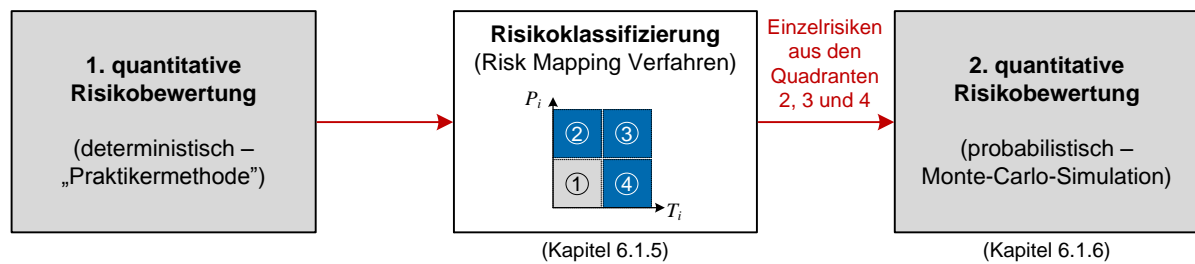 1. quantitative
Risikobewertung
(deterministisch –
„Praktikermethode”)
Risikoklassifizierung
(Risk Mapping Verfahren)
Pi
② ③
① ④
Ti
(Kapitel 6.1.5)
Einzelrisiken
aus den
Quadranten
2, 3 und 4
2. quantitative
Risikobewertung
(probabilistisch –
Monte-Carlo-Simulation)
(Kapitel 6.1.6)